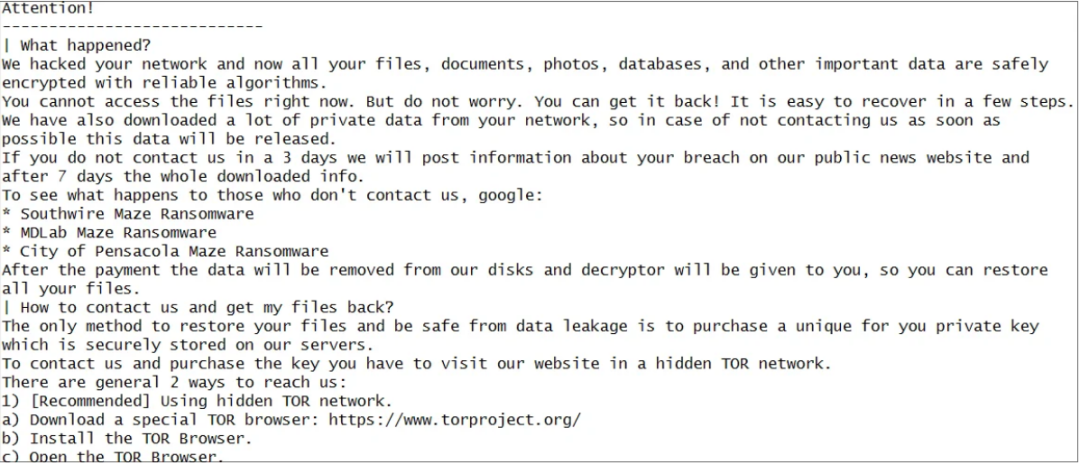 Attention!
----------------------------
| What happened?
We hacked your network and now all your files, documents, photos, databases, and other important data are safely
encrypted with reliable algorithms.
You cannot access the files right now. But do not worry. You can get it back! It is easy to recover in a few steps.
We have also downloaded a lot of private data from your network, so in case of not contacting us as soon as
possible this data will be released.
If you do not contact us in a 3 days we will post information about your breach on our public news website and
after 7 days the whole downloaded info.
To see what happens to those who don't contact us, google:
* Southwire Maze Ransomware
* MDLab Maze Ransomware
* City of Pensacola Maze Ransomware
After the payment the data will be removed from our disks and decryptor will be given to you, so you can restore
all your files.
| How to contact us and get my files back?
The only method to restore your files and be safe from data leakage is to purchase a unique for you private key
which is securely stored on our servers.
To contact us and purchase the key you have to visit our website in a hidden TOR network.
There are general 2 ways to reach us:
1) [Recommended] Using hidden TOR network.
a) Download a special TOR browser: https://www.torproject.org/
b) Install the TOR Browser.
c) Open the TOR Browser.